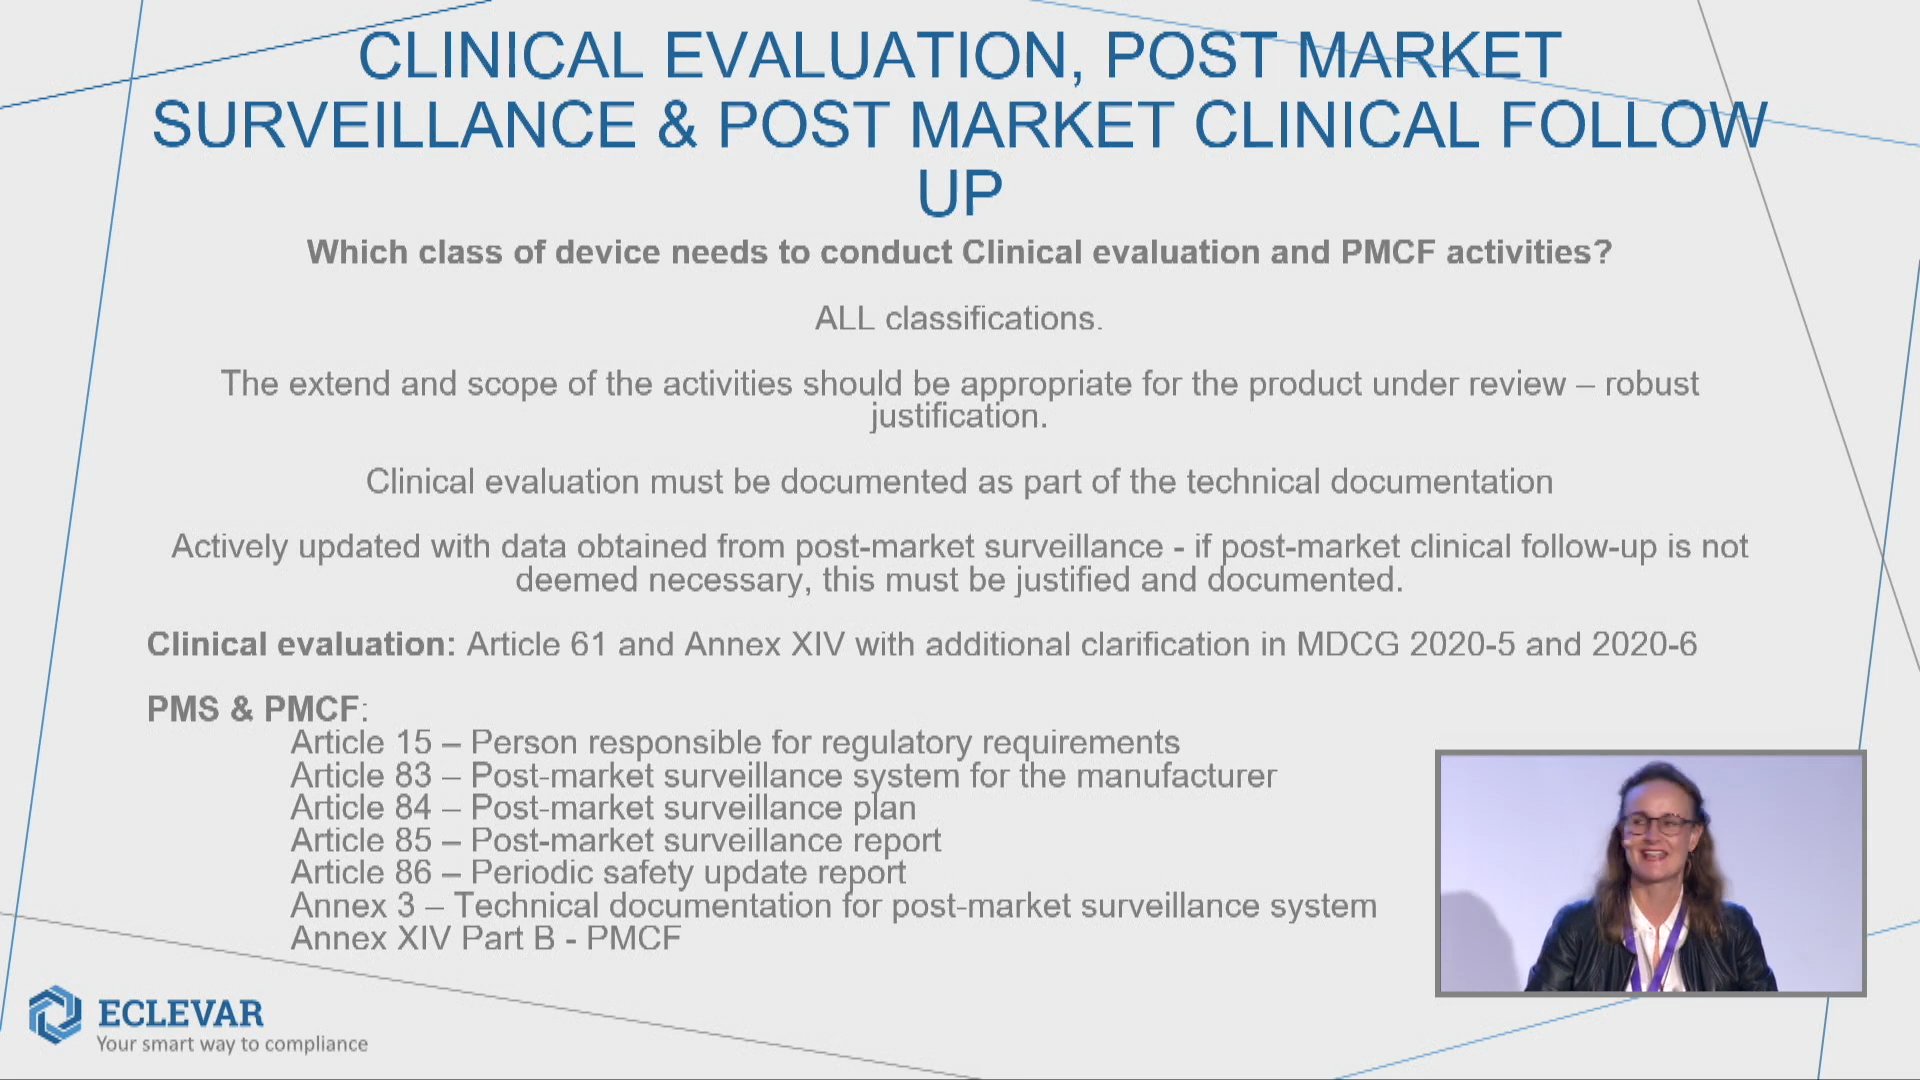 CLINICAL EVALUATION, POST MARKET
SURVEILLANCE & POST MARKET CLINICAL FOLLOW
UP
Which class of device needs to conduct Clinical evaluation and PMCF activities?
ALL classifications.
The extend and scope of the activities should be appropriate for the product under review – robust
justification.
Clinical evaluation must be documented as part of the technical documentation
Actively updated with data obtained from post-market surveillance - if post-market clinical follow-up is not
deemed necessary, this must be justified and documented.
Clinical evaluation: Article 61 and Annex XIV with additional clarification in MDCG 2020-5 and 2020-6
PMS & PMCF:
Article 15 – Person responsible for regulatory requirements
Article 83 – Post-market surveillance system for the manufacturer
Article 84 – Post-market surveillance plan
Article 85 – Post-market surveillance report
Article 86 – Periodic safety update report
Annex 3 – Technical documentation for post-market surveillance system
Annex XIV Part B - PMCF
ECLEVAR
Your smart way to compliance